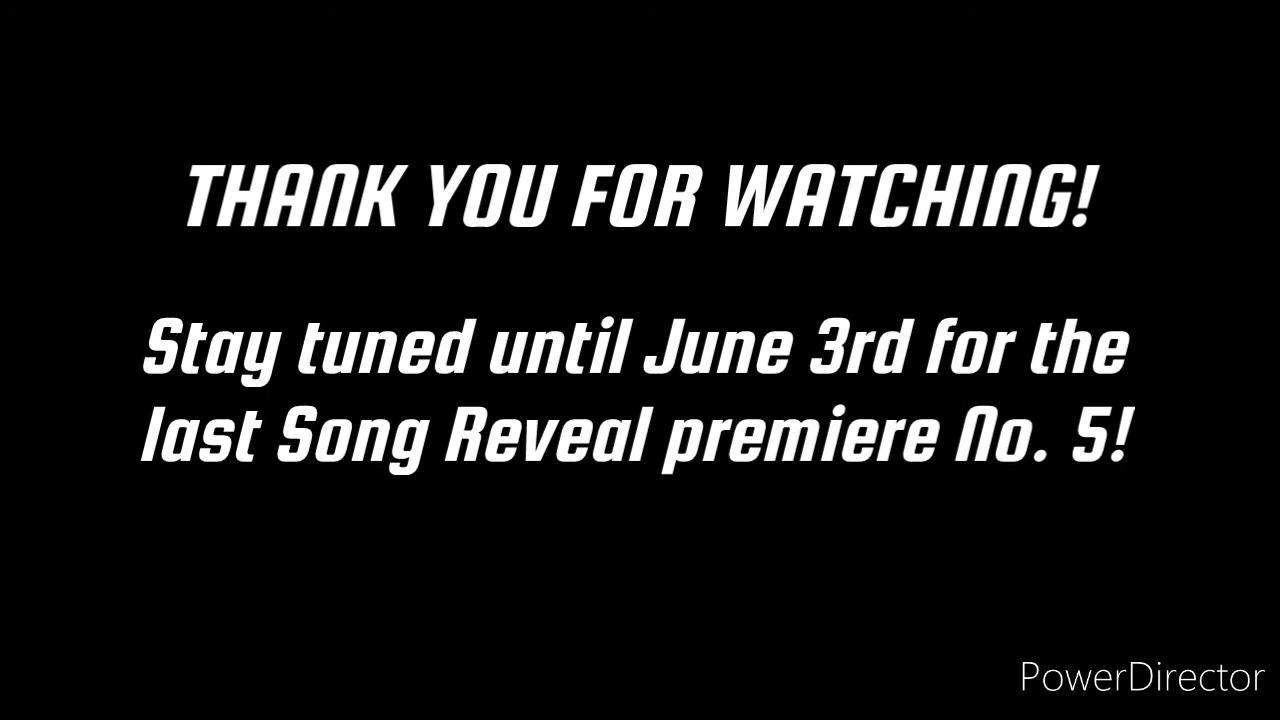 THANK YOU FOR WATCHING!
Stay tuned until June 3rd for the
last Song Reveal premiere No. 5!
PowerDirector